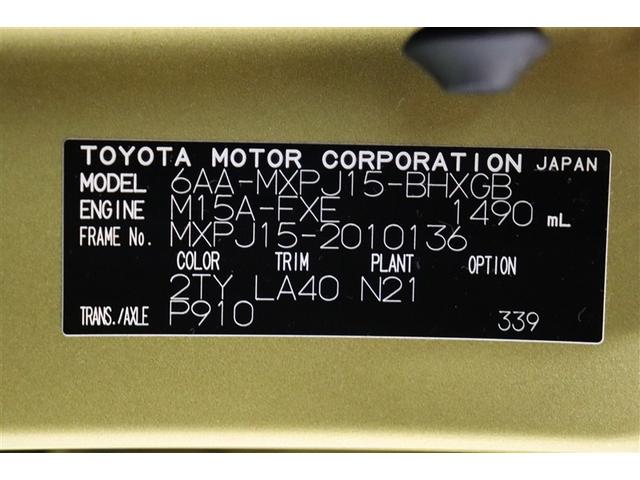 TOYOTA MOTOR CORPORATION JAPAN
MODEL 6AA-MXPJ15-BHXGB
ENGINE M15A-FXE 1490 mL
FRAME No. MXPJ15-2010136
COLOR TRIM PLANT OPTION
2TY LA40 N21
TRANS./AXLE P910 339